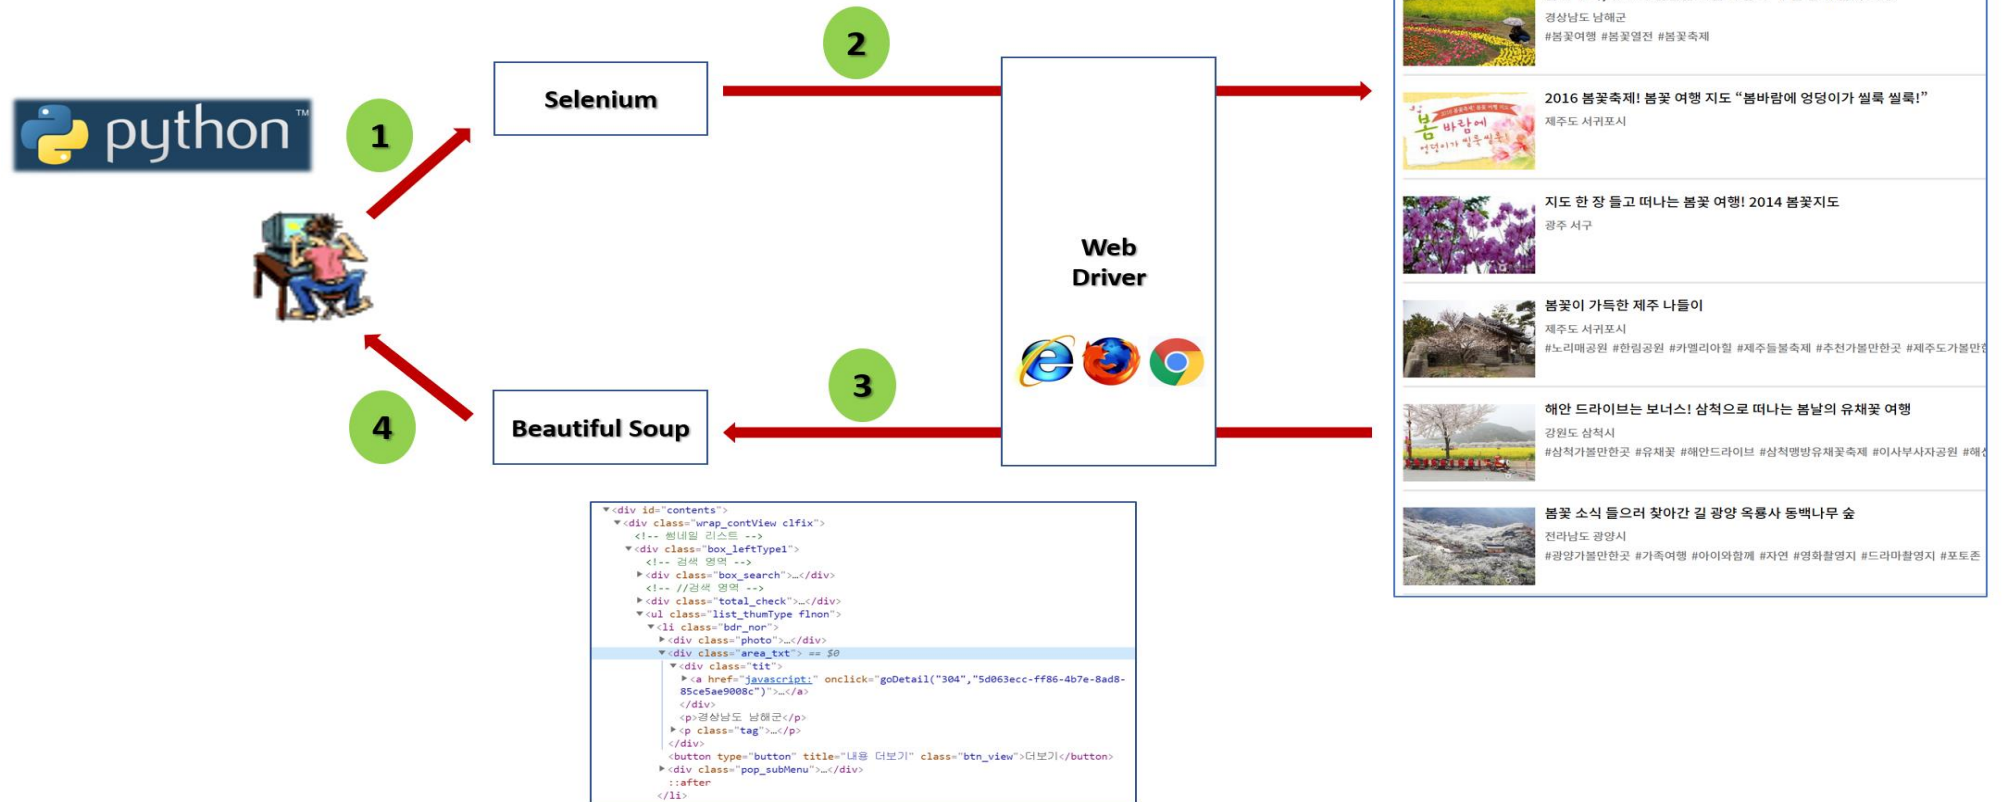 python™
1
Selenium
2
Web
Driver
3
Beautiful Soup
4
경상남도 남해군
#봄꽃여행 #봄꽃열전 #봄꽃축제
2016 봄꽃축제! 봄꽃 여행 지도 “봄바람에 엉덩이가 씰룩 씰룩!”
제주도 서귀포시
봄
바람에
엉덩이가 씰룩 씰룩!
지도 한 장 들고 떠나는 봄꽃 여행! 2014 봄꽃지도
광주 서구
봄꽃이 가득한 제주 나들이
제주도 서귀포시
#노리매공원 #한림공원 #카멜리아힐 #제주들불축제 #추천가볼만한곳 #제주도가볼만한
해안 드라이브는 보너스! 삼척으로 떠나는 봄날의 유채꽃 여행
강원도 삼척시
#삼척가볼만한곳 #유채꽃 #해안드라이브 #삼척맹방유채꽃축제 #이사부사자공원
봄꽃 소식 들으러 찾아간 길 광양 옥룡사 동백나무 숲
전라남도 광양시
#광양가볼만한곳 #가족여행 #아이와함께 #자연 #영화촬영지 #드라마촬영지 #포토존
▼<div id="contents">
▼<div class="wrap_contView clfix">
<!-- 썸네일 리스트 -->
▼<div class="box_leftType1">
<!-- 검색 영역 -->
▶<div class="box_search">…</div>
<!-- //검색 영역 -->
▶<div class="total_check">…</div>
▼<ul class="list_thumType flnon">
▼<li class="bdr_nor">
▶<div class="photo">…</div>
▼<div class="area_txt"> == $0
▼<div class="tit">
▶<a href="javascript:" onclick="goDetail("304","5d063ecc-ff86-4b7e-8ad8-
85ce5ae9008c")">…</a>
</div>
<p>경상남도 남해군</p>
▶<p class="tag">…</p>
</div>
<button type="button" title="내용 더보기" class="btn_view">더보기</button>
▶<div class="pop_subMenu">…</div>
::after
</li>